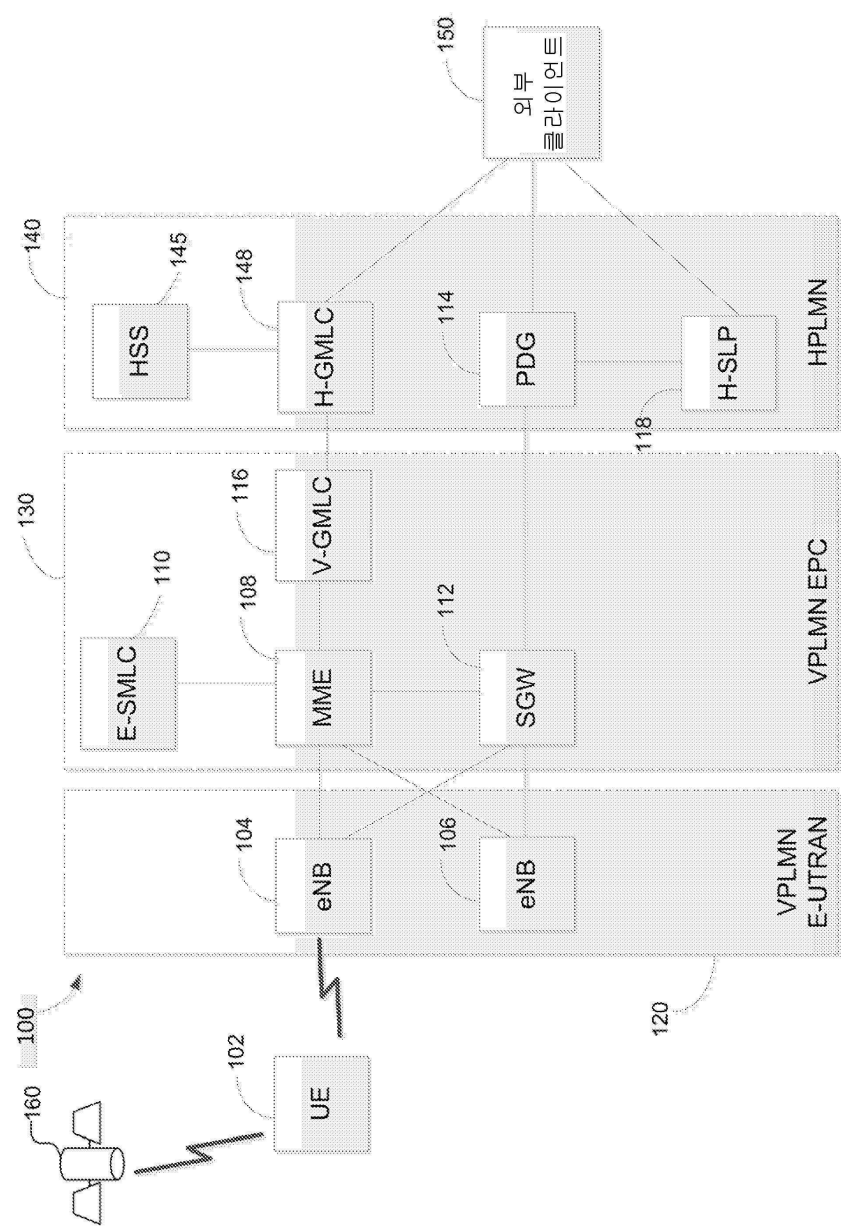 100
160
102
UE
104
eNB
106
eNB
120
VPLMN
E-UTRAN
130
E-SMLC
110
MME
108
V-GMLC
116
SGW
112
VPLMN EPC
140
HSS
145
H-GMLC
148
PDG
114
H-SLP
118
HPLMN
150
외부
클라이언트